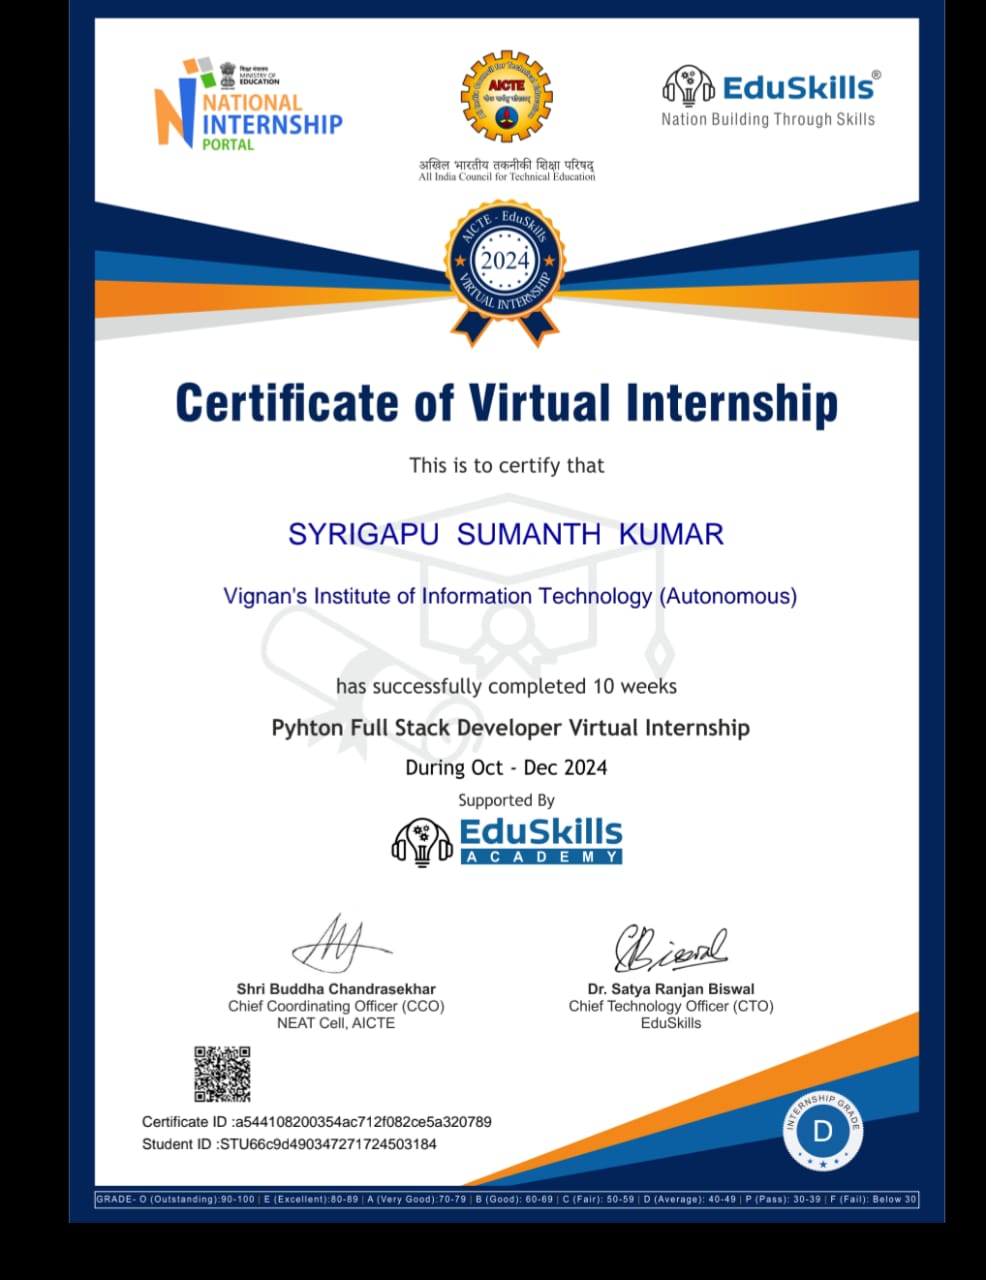 शिक्षा मंत्रालय
MINISTRY OF
EDUCATION
NATIONAL
INTERNSHIP
PORTAL
AICTE
अखिल भारतीय तकनीकी शिक्षा परिषद्
All India Council for Technical Education
EduSkills®
Nation Building Through Skills
AICTE - EduSkills
2024
VIRTUAL INTERNSHIP
Certificate of Virtual Internship
This is to certify that
SYRIGAPU SUMANTH KUMAR
Vignan's Institute of Information Technology (Autonomous)
has successfully completed 10 weeks
Pyhton Full Stack Developer Virtual Internship
During Oct - Dec 2024
Supported By
EduSkills
ACADEMY
Shri Buddha Chandrasekhar
Chief Coordinating Officer (CCO)
NEAT Cell, AICTE
Dr. Satya Ranjan Biswal
Chief Technology Officer (CTO)
EduSkills
Certificate ID :a544108200354ac712f082ce5a320789
Student ID :STU66c9d490347271724503184
INTERNSHIP GRADE
D
GRADE- O (Outstanding):90-100 | E (Excellent):80-89 | A (Very Good):70-79 | B (Good): 60-69 | C (Fair): 50-59 | D (Average): 40-49 | P (Pass): 30-39 | F (Fail): Below 30